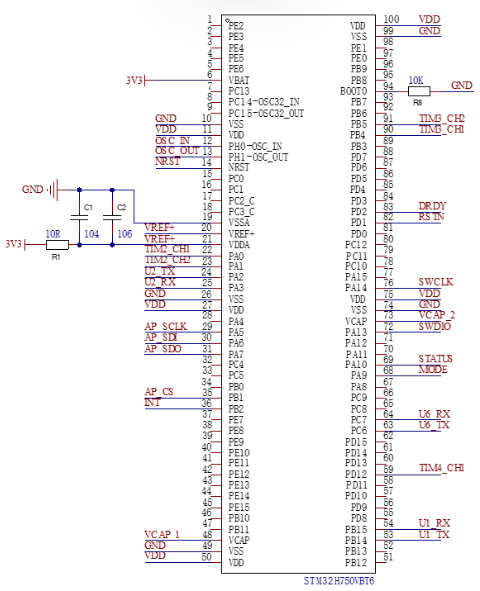 1 PE2
2 PE3
3 PE4
4 PE5
5 PE6
3V3 6 VBAT
7 PC13
8 PC14-OSC32_IN
9 PC15-OSC32_OUT
GND 10 VSS
VDD 11 VDD
OSC_IN 12 PH0-OSC_IN
OSC_OUT 13 PH1-OSC_OUT
NRST 14 NRST
15 PC0
16 PC1
17 PC2_C
18 PC3_C
19 VSSA
VREF+ 20 VREF+
VREF+ 21 VDDA
TIM2_CH1 22 PA0
TIM2_CH2 23 PA1
U2_TX 24 PA2
U2_RX 25 PA3
GND 26 VSS
VDD 27 VDD
28 PA4
AP_SCLK 29 PA5
AP_SDI 30 PA6
AP_SDO 31 PA7
32 PC4
33 PC5
34 PB0
AP_CS 35 PB1
INT 36 PB2
37 PE7
38 PE8
39 PE9
40 PE10
41 PE11
42 PE12
43 PE13
44 PE14
45 PE15
46 PB10
47 PB11
VCAP_1 48 VCAP
GND 49 VSS
VDD 50 VDD
GND
C1
C2
104
106
3V3
10R
R1
VDD 100 VDD
VSS 99 GND
PE1 98
PE0 97
PB9 96
PB8 95
BOOT0 94
10K
R8
GND
PB7 93
PB6 92
PB5 91 TIM3_CH2
PB4 90 TIM3_CH1
PB3 89
PD7 88
PD6 87
PD5 86
PD4 85
PD3 84
PD2 83 DRDY
PD1 82 RSTN
PD0 81
PC12 80
PC11 79
PC10 78
PA15 77
PA14 76 SWCLK
VDD 75 VDD
VSS 74 GND
VCAP 73 VCAP_2
PA13 72 SWDIO
PA12 71
PA11 70
PA10 69 STATUS
PA9 68 MODE
PA8 67
PC9 66
PC8 65
PC7 64 U6_RX
PC6 63 U6_TX
PD15 62
PD14 61
PD13 60
PD12 59 TIM4_CH1
PD11 58
PD10 57
PD9 56
PD8 55
PB15 54 U1_RX
PB14 53 U1_TX
PB13 52
PB12 51
STM32H750VBT6